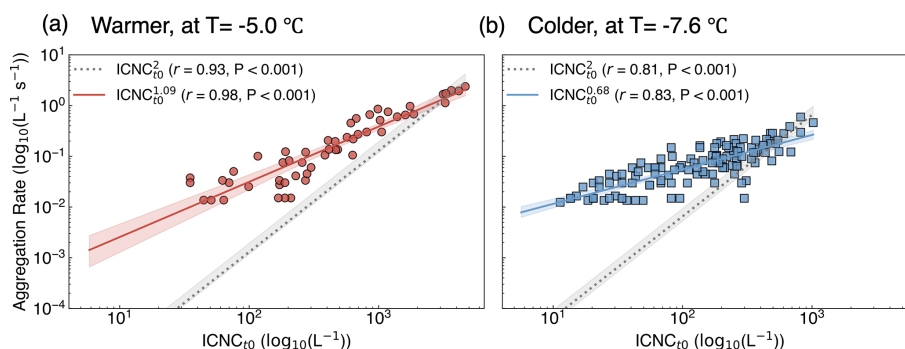 (a) Warmer, at T= -5.0 ℃
(b) Colder, at T= -7.6 ℃
Aggregation Rate (log10(L⁻¹ s⁻¹))
10¹
10⁰
10⁻¹
10⁻²
10⁻³
10⁻⁴
ICNC²t0 (r = 0.93, P < 0.001)
ICNC¹·⁰⁹t0 (r = 0.98, P < 0.001)
ICNC²t0 (r = 0.81, P < 0.001)
ICNC⁰·⁶⁸t0 (r = 0.83, P < 0.001)
10¹ 10² 10³
10¹ 10² 10³
ICNCt0 (log10(L⁻¹))
ICNCt0 (log10(L⁻¹))